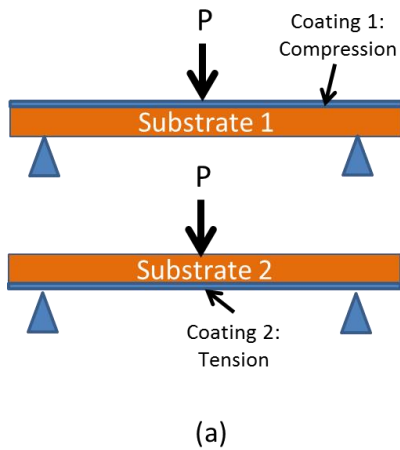 P
Coating 1:
Compression
Substrate 1
P
Substrate 2
Coating 2:
Tension
(a)